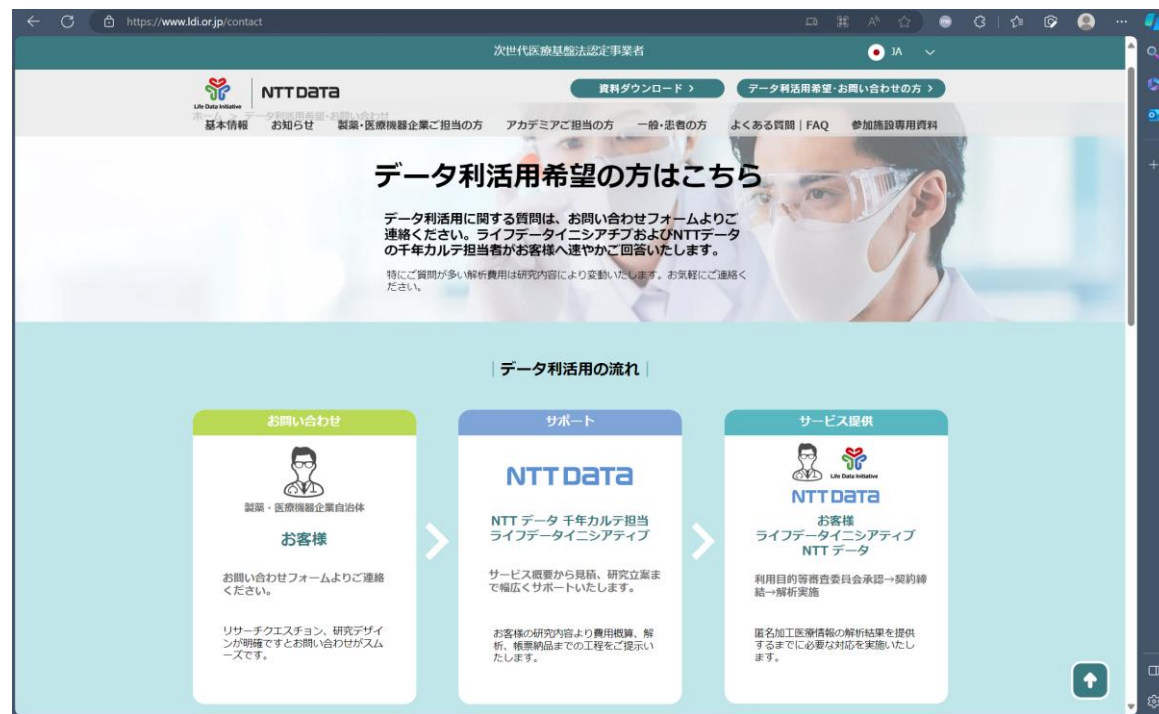 https://www.ldi.or.jp/contact
次世代医療基盤法認定事業者
JA
Life Data Initiative
NTT DATA
資料ダウンロード >
データ利活用希望・お問い合わせの方 >
ホーム > データ利活用希望・お問い合わせ
基本情報 お知らせ 製薬・医療機器企業ご担当の方 アカデミアご担当の方 一般・患者の方 よくある質問｜FAQ 参加施設専用資料
データ利活用希望の方はこちら
データ利活用に関する質問は、お問い合わせフォームよりご
連絡ください。ライフデータイニシアチブおよびNTTデータ
の千年カルテ担当者がお客様へ速やかご回答いたします。
特にご質問が多い解析費用は研究内容により変動いたします。お気軽にご連絡く
ださい。
データ利活用の流れ
お問い合わせ
製薬・医療機器企業自治体
お客様
お問い合わせフォームよりご連絡
ください。
リサーチクエスチョン、研究デザイ
ンが明確ですとお問い合わせがスム
ーズです。
サポート
NTT DATA
NTT データ 千年カルテ担当
ライフデータイニシアティブ
サービス概要から見積、研究立案ま
で幅広くサポートいたします。
お客様の研究内容より費用概算、解
析、帳票納品までの工程をご提示い
たします。
サービス提供
Life Data Initiative
NTT DATA
お客様
ライフデータイニシアティブ
NTT データ
利用目的等審査委員会承認→契約締
結→解析実施
匿名加工医療情報の解析結果を提供
するまでに必要な対応を実施いたし
ます。